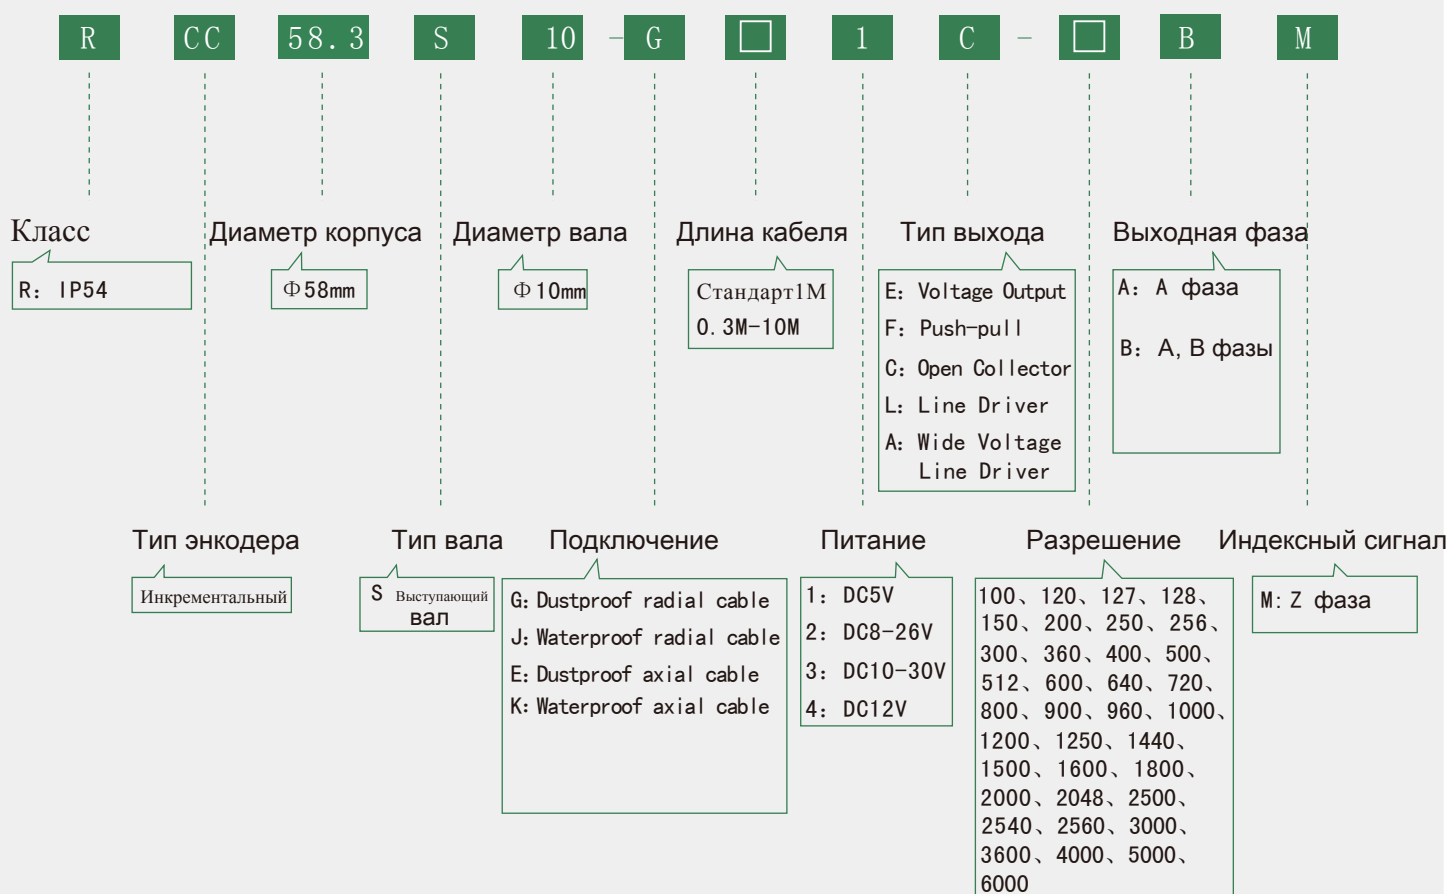 R CC 58.3 S 10 - G □ 1 C - □ B M
Класс
R: IP54
Диаметр корпуса
Φ58mm
Диаметр вала
Φ10mm
Длина кабеля
Стандарт1М
0.3M-10M
Тип выхода
E: Voltage Output
F: Push-pull
C: Open Collector
L: Line Driver
A: Wide Voltage
Line Driver
Выходная фаза
A: A фаза
B: A, B фазы
Тип энкодера
Инкрементальный
Тип вала
S Выступающий
вал
Подключение
G: Dustproof radial cable
J: Waterproof radial cable
E: Dustproof axial cable
K: Waterproof axial cable
Питание
1: DC5V
2: DC8-26V
3: DC10-30V
4: DC12V
Разрешение
100、120、127、128、
150、200、250、256、
300、360、400、500、
512、600、640、720、
800、900、960、1000、
1200、1250、1440、
1500、1600、1800、
2000、2048、2500、
2540、2560、3000、
3600、4000、5000、
6000
Индексный сигнал
M: Z фаза